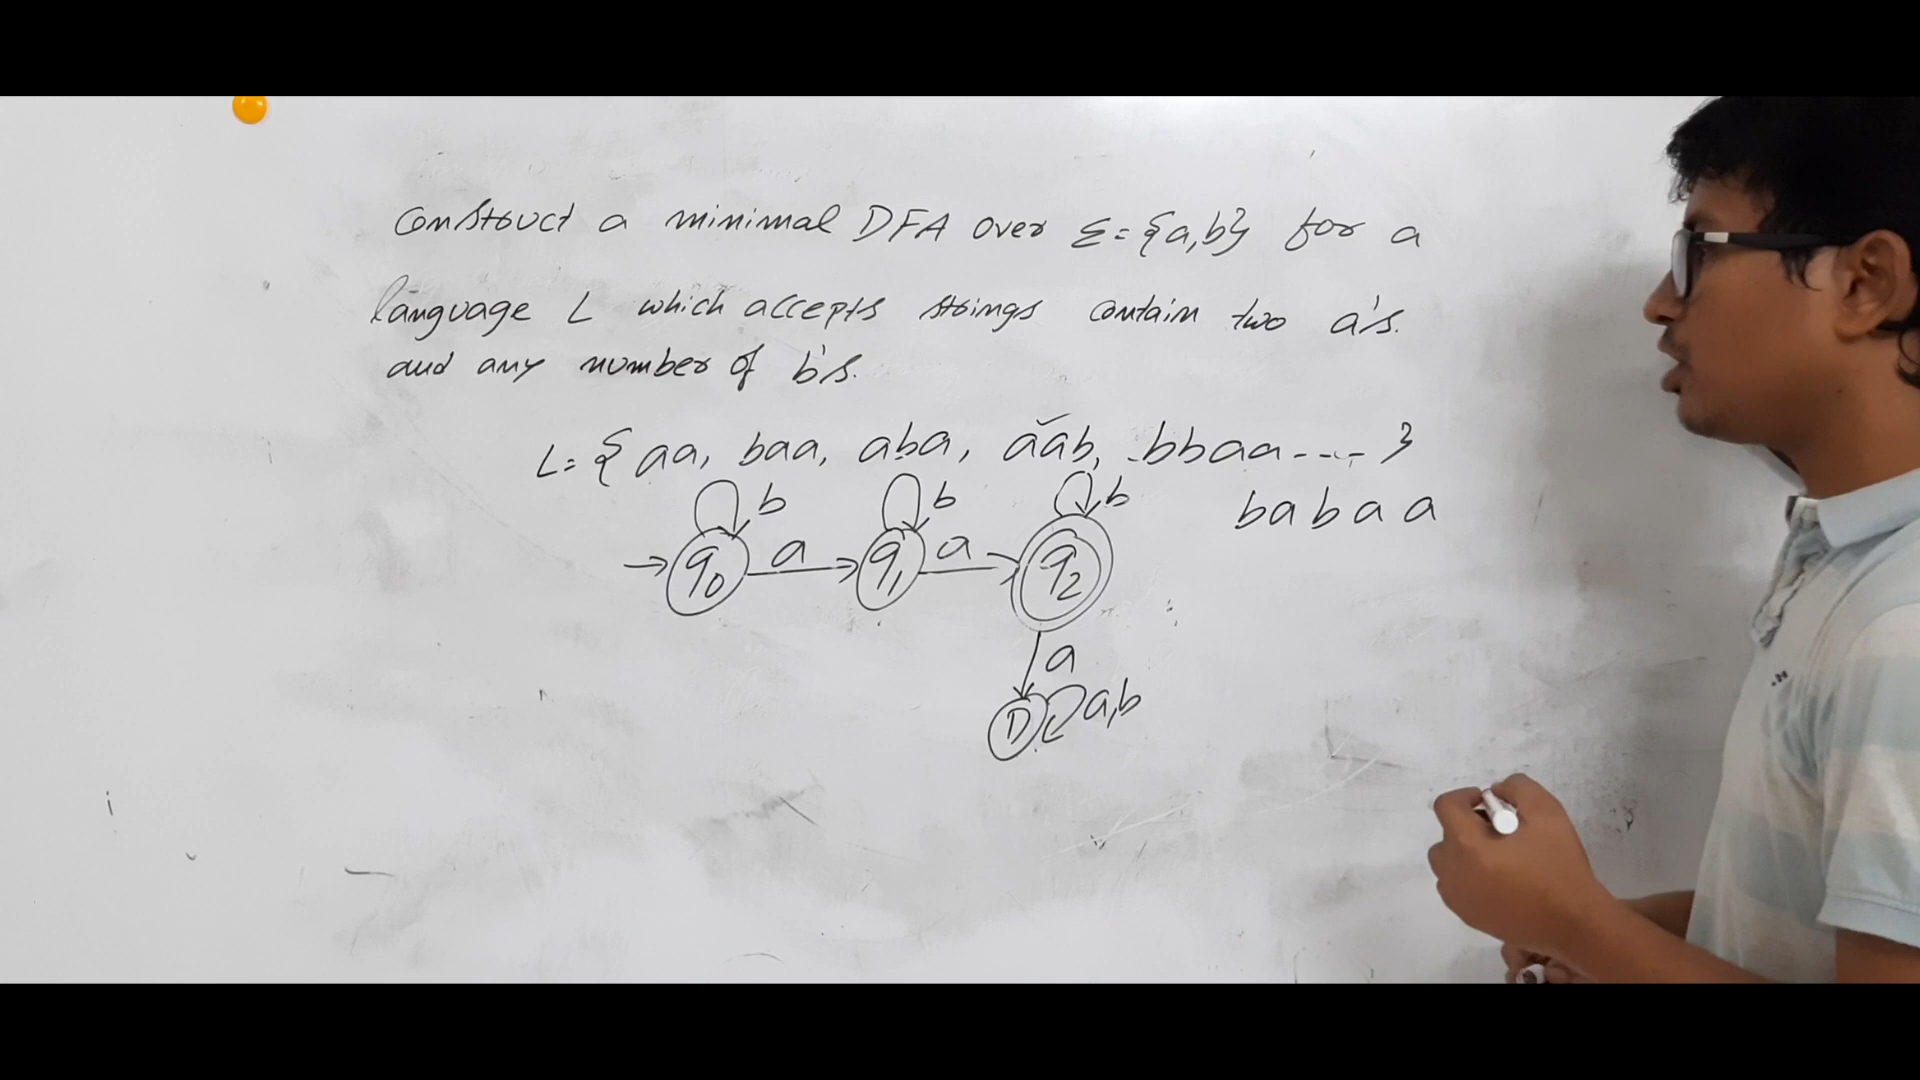 Construct a minimal DFA over Σ={a,b} for a
language L which accepts strings contain two a's.
and any number of b's.
L={aa, baa, aba, aab, bbaa----}
b b b
babaa
→ q0 a q1 a q2
a
D a,b